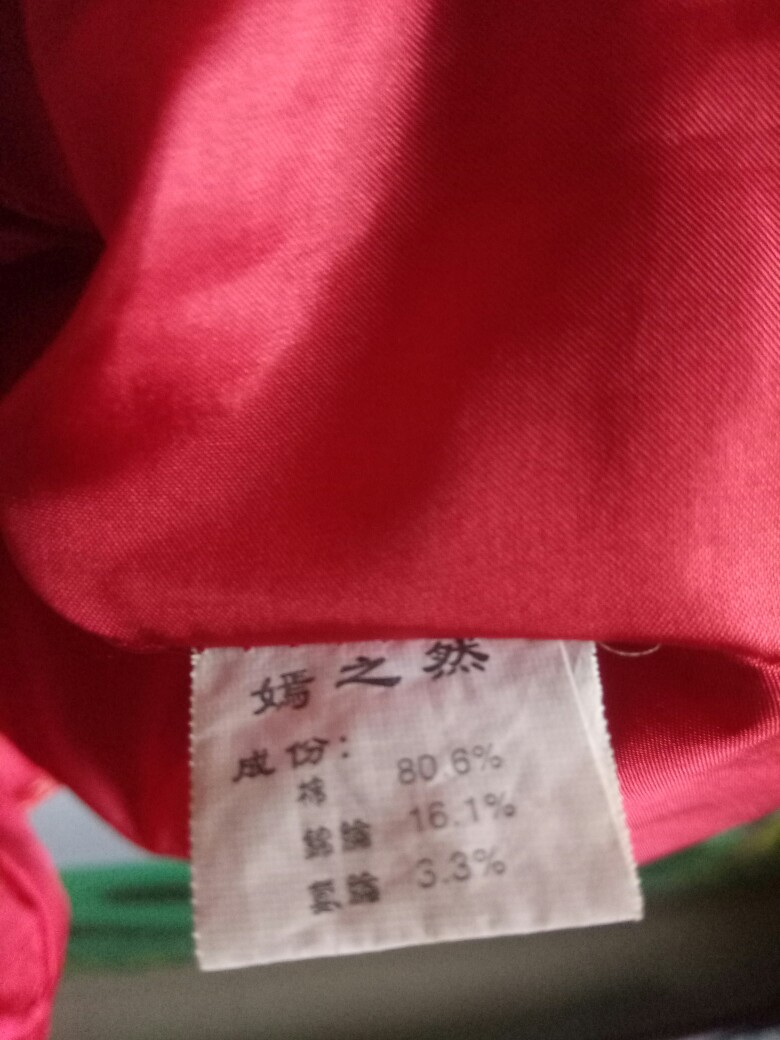 嫣之然
成份：
棉 80.6%
錦綸 16.1%
氨綸 3.3%